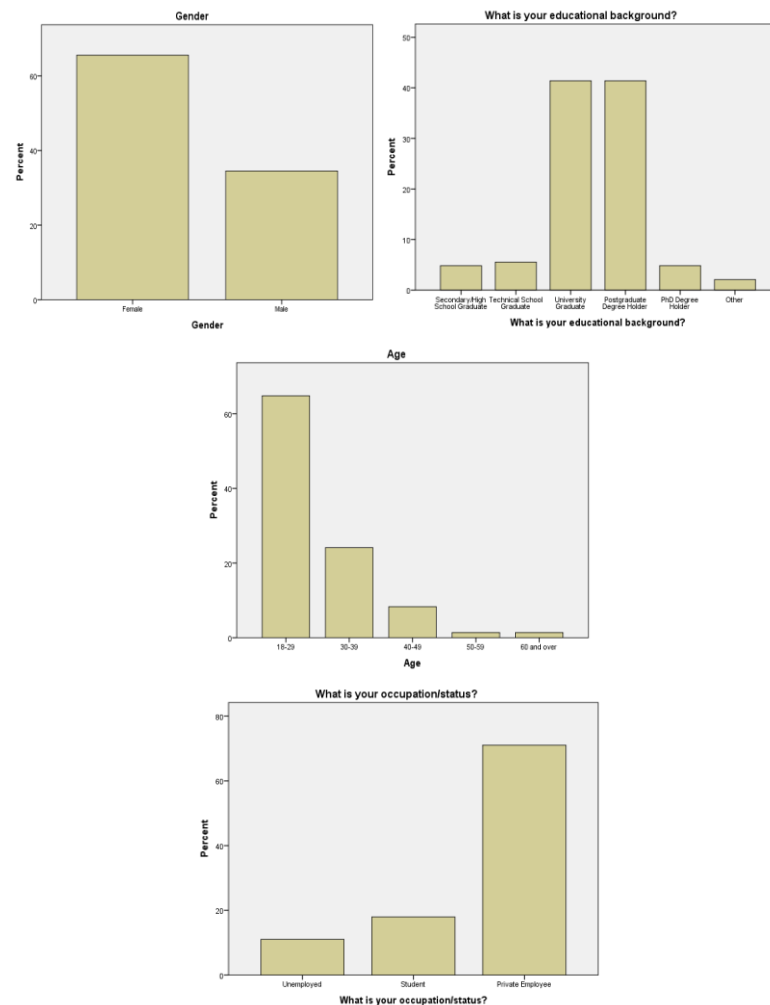 Gender
Percent
60
40
20
0
Female
Male
Gender
What is your educational background?
Percent
50
40
30
20
10
0
Secondary/High
School Graduate
Technical School
Graduate
University
Graduate
Postgraduate
Degree Holder
PhD Degree
Holder
Other
What is your educational background?
Age
Percent
60
40
20
0
18-29
30-39
40-49
50-59
60 and over
Age
What is your occupation/status?
Percent
80
60
40
20
0
Unemployed
Student
Private Employee
What is your occupation/status?